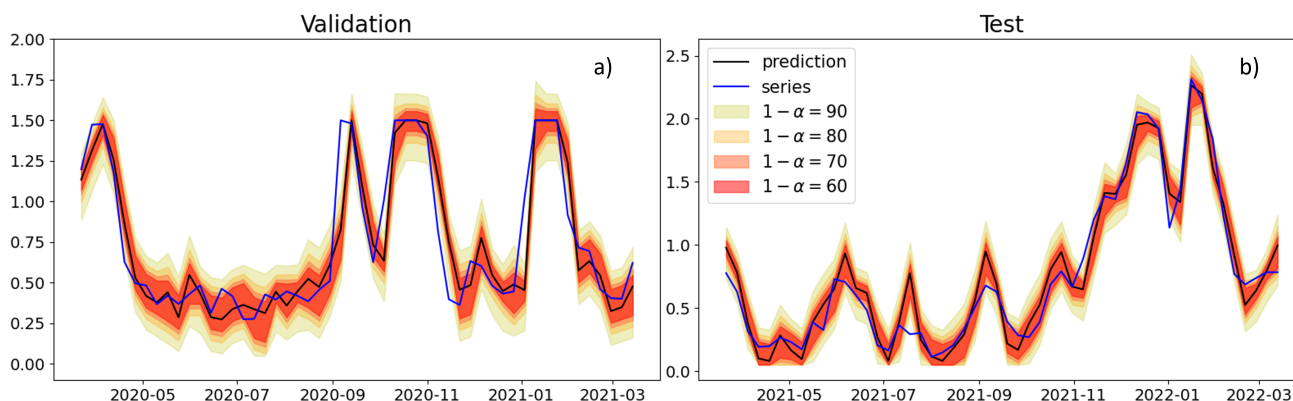 Validation
2.00
1.75
1.50
1.25
1.00
0.75
0.50
0.25
0.00
a)
2020-05 2020-07 2020-09 2020-11 2021-01 2021-03
Test
2.5
2.0
1.5
1.0
0.5
0.0
prediction
series
1 − α = 90
1 − α = 80
1 − α = 70
1 − α = 60
b)
2021-05 2021-07 2021-09 2021-11 2022-01 2022-03